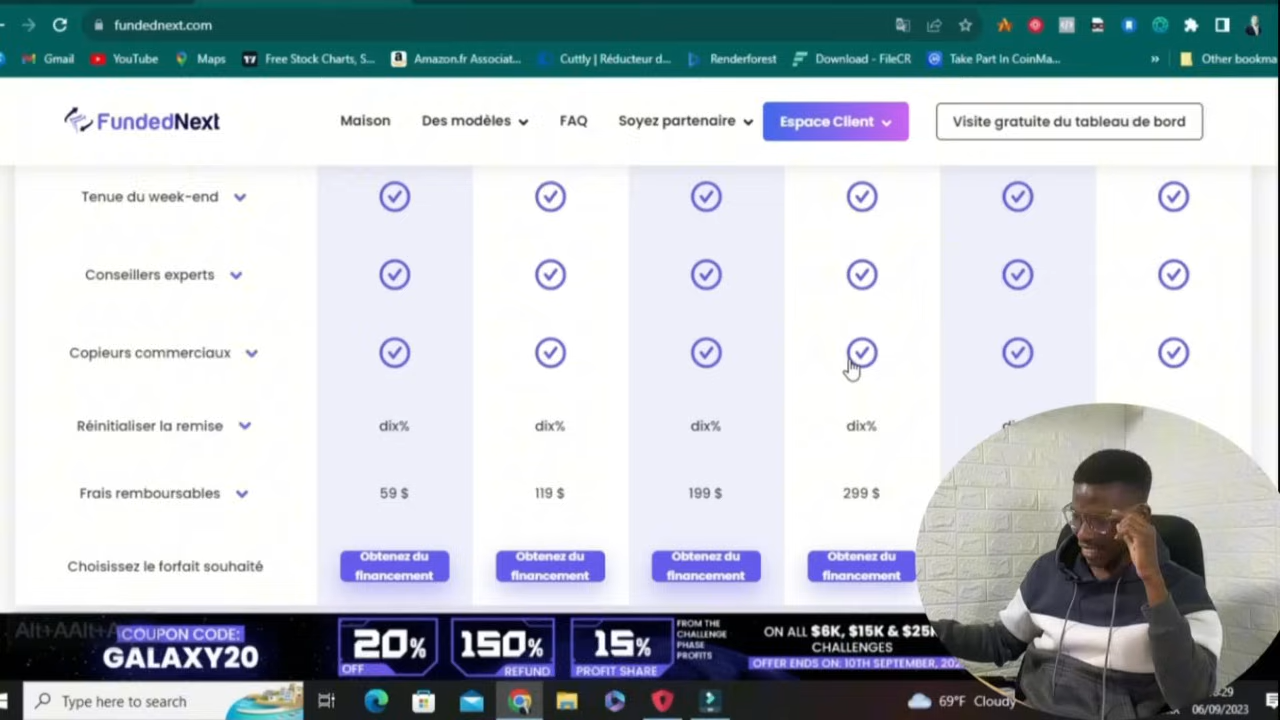 fundednext.com
Gmail YouTube Maps Free Stock Charts, S... Amazon.fr Associat... Cuttly | Réducteur d... Renderforest Download - FileCR Take Part In CoinMa... » Other bookma
FundedNext Maison Des modèles FAQ Soyez partenaire Espace Client Visite gratuite du tableau de bord
Tenue du week-end
Conseillers experts
Copieurs commerciaux
Réinitialiser la remise dix% dix% dix% dix%
Frais remboursables 59 $ 119 $ 199 $ 299 $
Choisissez le forfait souhaité
Obtenez du financement
Obtenez du financement
Obtenez du financement
Obtenez du financement
COUPON CODE:
GALAXY20
20%
OFF
150%
REFUND
15%
PROFIT SHARE
FROM THE
CHALLENGE
PHASE
PROFITS
ON ALL $6K, $15K & $25K
CHALLENGES
OFFER ENDS ON: 10TH SEPTEMBER,
Type here to search
69°F Cloudy
06/09/2023